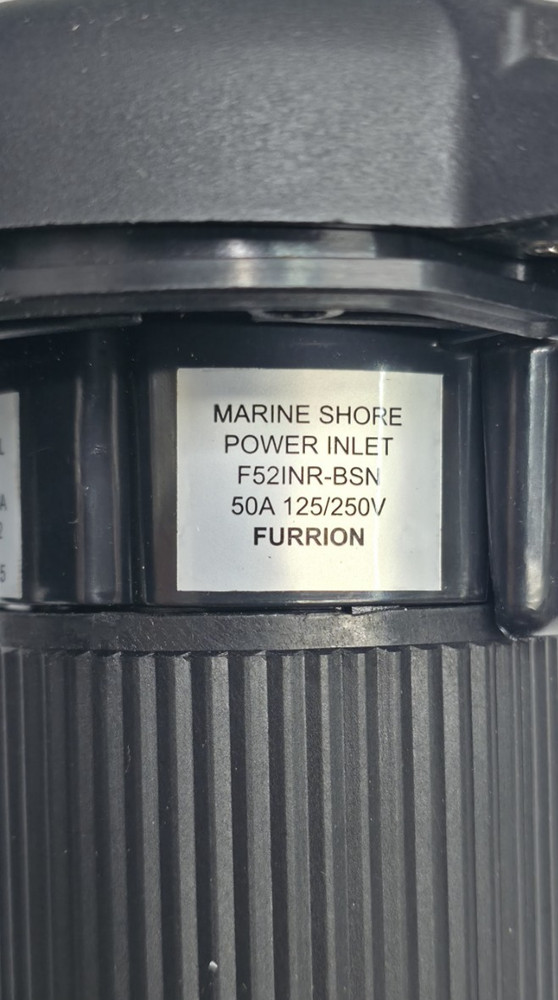 MARINE SHORE
POWER INLET
F52INR-BSN
50A 125/250V
FURRION